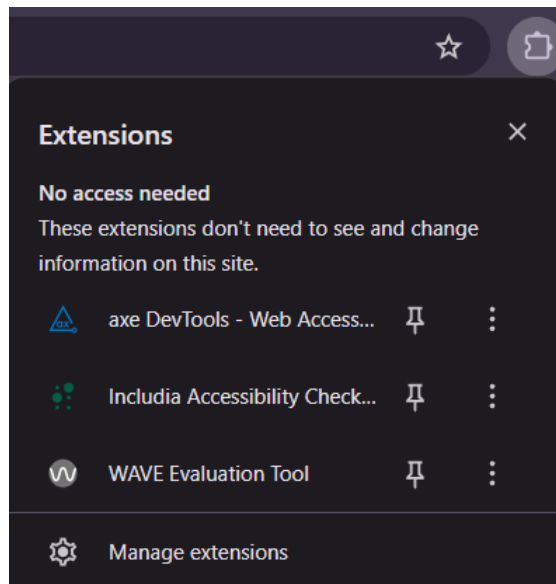 Extensions
No access needed
These extensions don't need to see and change
information on this site.
axe DevTools - Web Access...
Includia Accessibility Check...
WAVE Evaluation Tool
Manage extensions